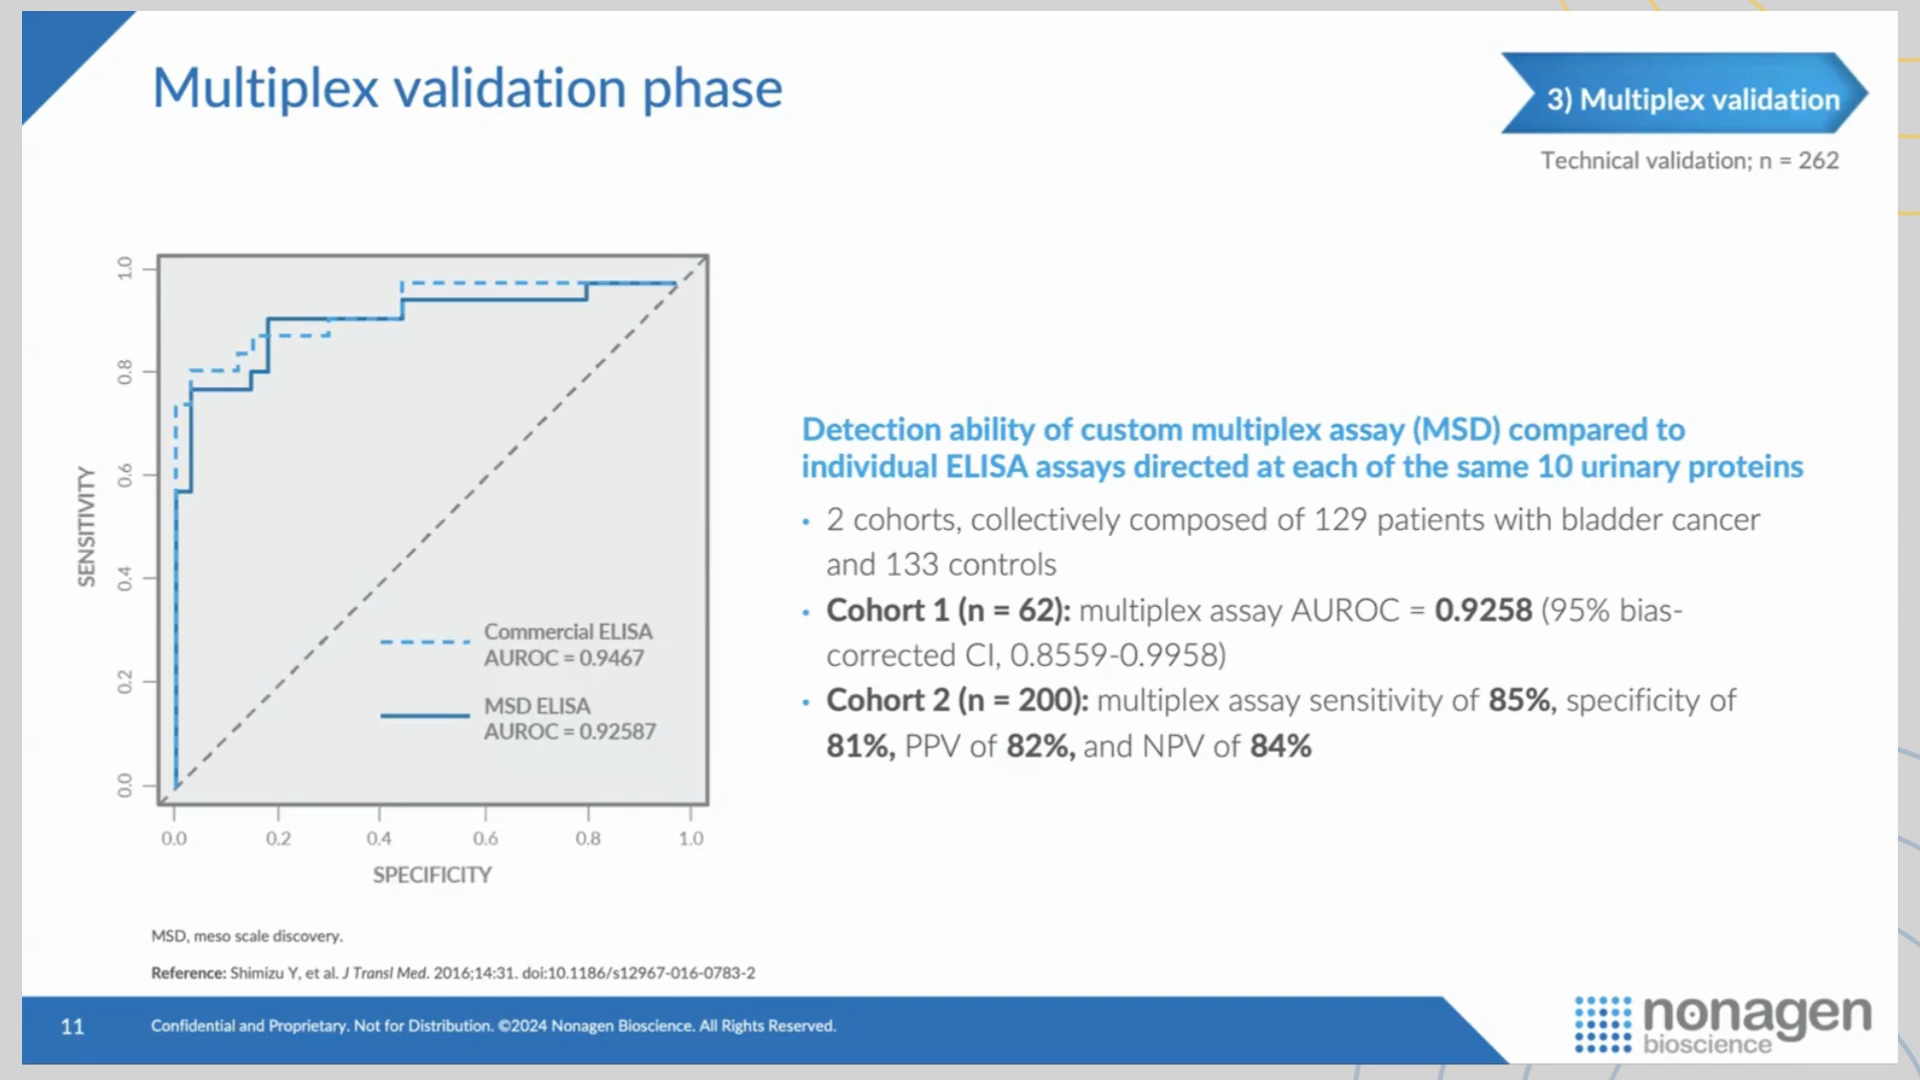 Multiplex validation phase
3) Multiplex validation
Technical validation; n = 262
SENSITIVITY
1.0
0.8
0.6
0.4
0.2
0.0
Commercial ELISA
AUROC = 0.9467
MSD ELISA
AUROC = 0.92587
0.0 0.2 0.4 0.6 0.8 1.0
SPECIFICITY
Detection ability of custom multiplex assay (MSD) compared to
individual ELISA assays directed at each of the same 10 urinary proteins
• 2 cohorts, collectively composed of 129 patients with bladder cancer
and 133 controls
• Cohort 1 (n = 62): multiplex assay AUROC = 0.9258 (95% bias-
corrected CI, 0.8559-0.9958)
• Cohort 2 (n = 200): multiplex assay sensitivity of 85%, specificity of
81%, PPV of 82%, and NPV of 84%
MSD, meso scale discovery.
Reference: Shimizu Y, et al. J Transl Med. 2016;14:31. doi:10.1186/s12967-016-0783-2
11
Confidential and Proprietary. Not for Distribution. ©2024 Nonagen Bioscience. All Rights Reserved.
nonagen
bioscience